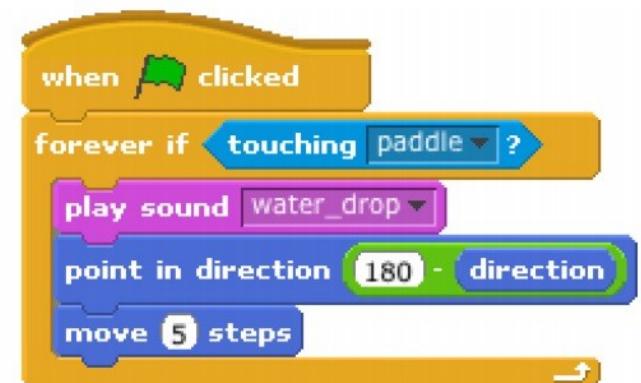 when clicked
forever if touching paddle ?
play sound water_drop
point in direction 180 - direction
move 5 steps